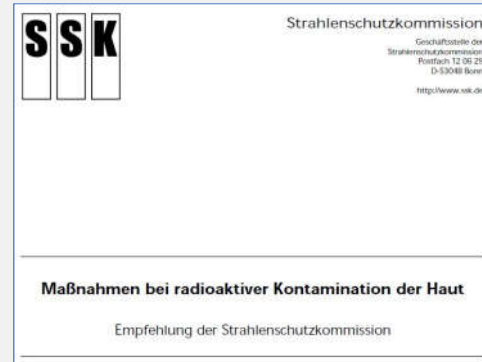 SSK
Strahlenschutzkommission
Geschäftsstelle der
Strahlenschutzkommission
Postfach 12 06 29
D-53048 Bonn
http://www.ssk.de
Maßnahmen bei radioaktiver Kontamination der Haut
Empfehlung der Strahlenschutzkommission